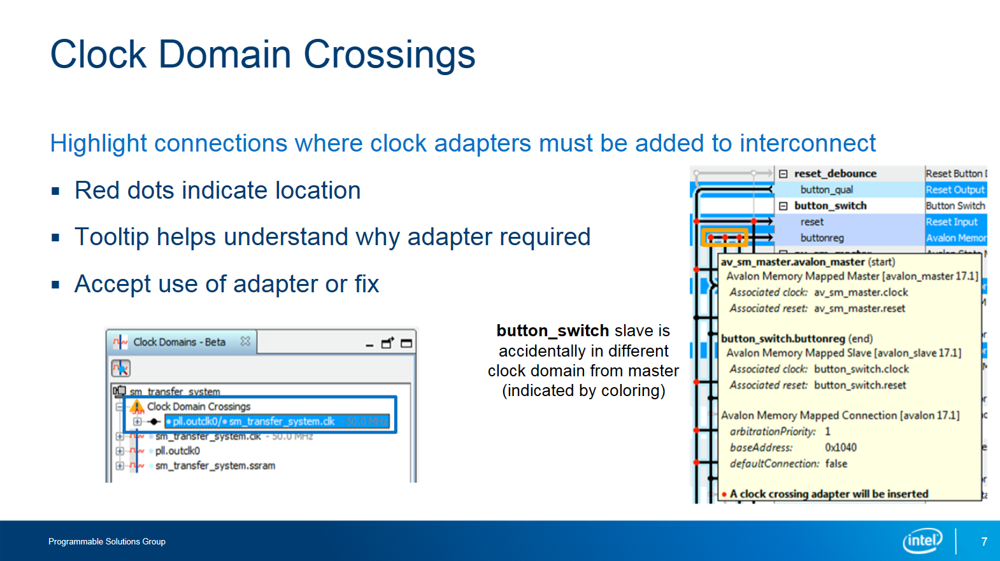 Clock Domain Crossings
Highlight connections where clock adapters must be added to interconnect
Red dots indicate location
Tooltip helps understand why adapter required
Accept use of adapter or fix
Clock Domains - Beta
sm_transfer_system
Clock Domain Crossings
pll.outclk0/ sm_transfer_system.clk - 50.0 MHz
sm_transfer_system.clk - 50.0 MHz
pll.outclk0
sm_transfer_system.ssram
button_switch slave is
accidentally in different
clock domain from master
(indicated by coloring)
reset_debounce Reset Button
button_qual Reset Output
button_switch Button Switch
reset Reset Input
buttonreg Avalon Memor
av_sm_master.avalon_master (start)
Avalon Memory Mapped Master [avalon_master 17.1]
Associated clock: av_sm_master.clock
Associated reset: av_sm_master.reset
button_switch.buttonreg (end)
Avalon Memory Mapped Slave [avalon_slave 17.1]
Associated clock: button_switch.clock
Associated reset: button_switch.reset
Avalon Memory Mapped Connection [avalon 17.1]
arbitrationPriority: 1
baseAddress: 0x1040
defaultConnection: false
A clock crossing adapter will be inserted
Programmable Solutions Group
intel
7